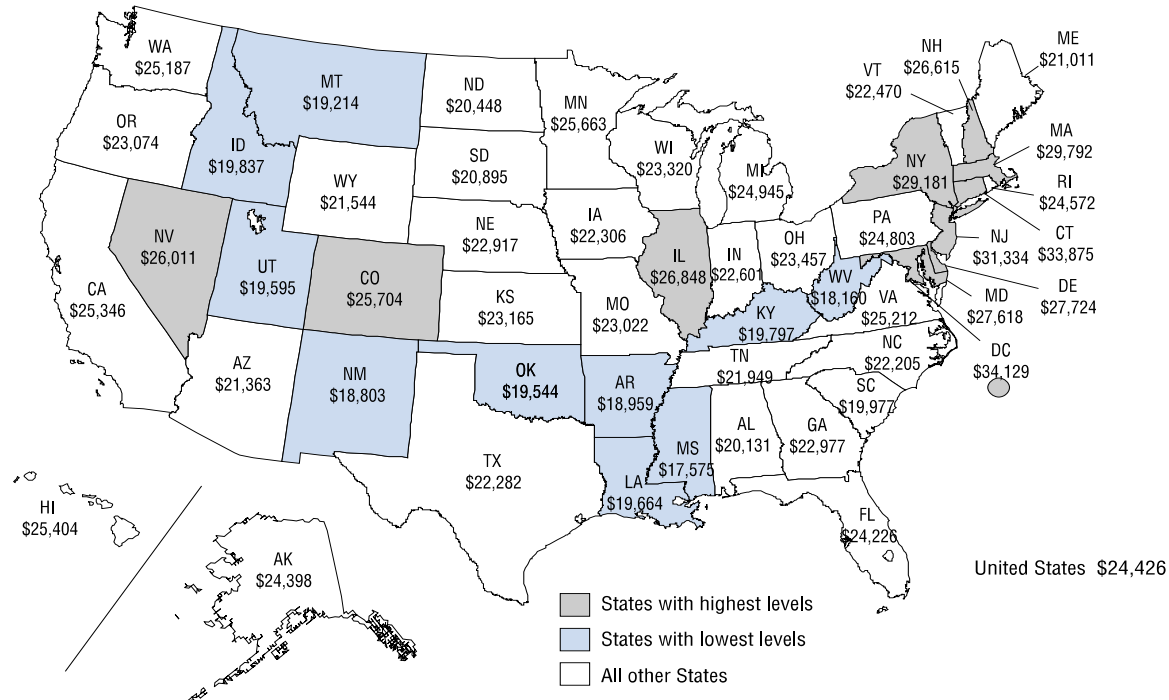 WA
$25,187
MT
$19,214
ND
$20,448
MN
$25,663
VT
$22,470
NH
$26,615
ME
$21,011
OR
$23,074
ID
$19,837
WY
$21,544
SD
$20,895
WI
$23,320
MI
$24,945
NY
$29,181
MA
$29,792
RI
$24,572
CT
$33,875
NJ
$31,334
DE
$27,724
MD
$27,618
DC
$34,129
NV
$26,011
UT
$19,595
CO
$25,704
NE
$22,917
IA
$22,306
IL
$26,848
IN
$22,601
OH
$23,457
PA
$24,803
CA
$25,346
KS
$23,165
MO
$23,022
KY
$19,797
WV
$18,160
VA
$25,212
AZ
$21,363
NM
$18,803
OK
$19,544
AR
$18,959
TN
$21,949
NC
$22,205
SC
$19,977
TX
$22,282
LA
$19,664
MS
$17,575
AL
$20,131
GA
$22,977
FL
$24,226
HI
$25,404
AK
$24,398
United States $24,426
States with highest levels
States with lowest levels
All other States